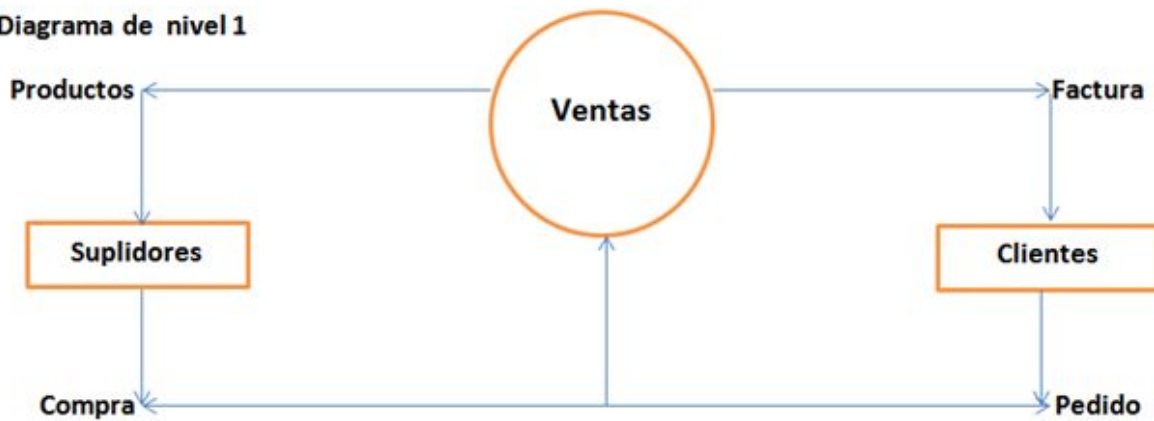 Diagrama de nivel 1
Productos
Ventas
Factura
Suplidores
Clientes
Compra
Pedido